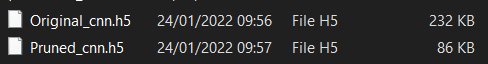 Original_cnn.h5 24/01/2022 09:56 File H5 232 KB
Pruned_cnn.h5 24/01/2022 09:57 File H5 86 KB